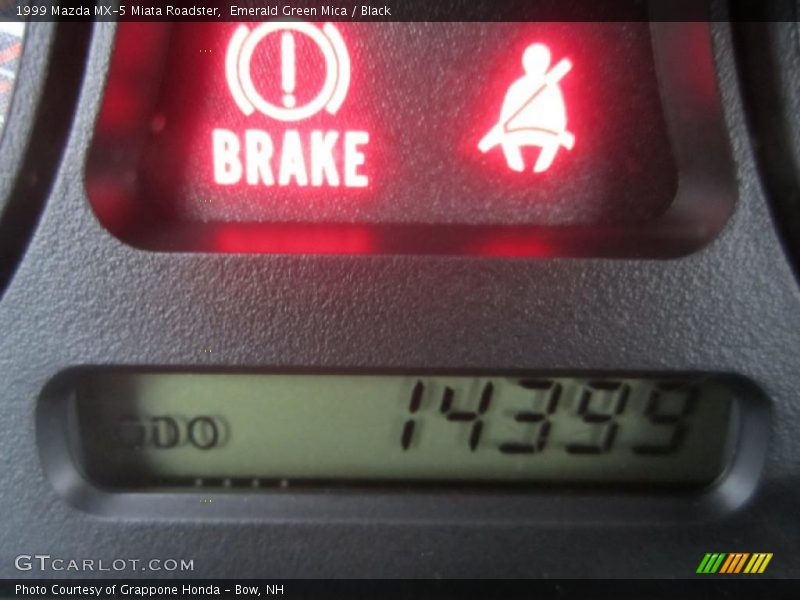 1999 Mazda MX-5 Miata Roadster,  Emerald Green Mica / Black
BRAKE
ODO 14399
GTCARLOT.COM
Photo Courtesy of Grappone Honda - Bow, NH